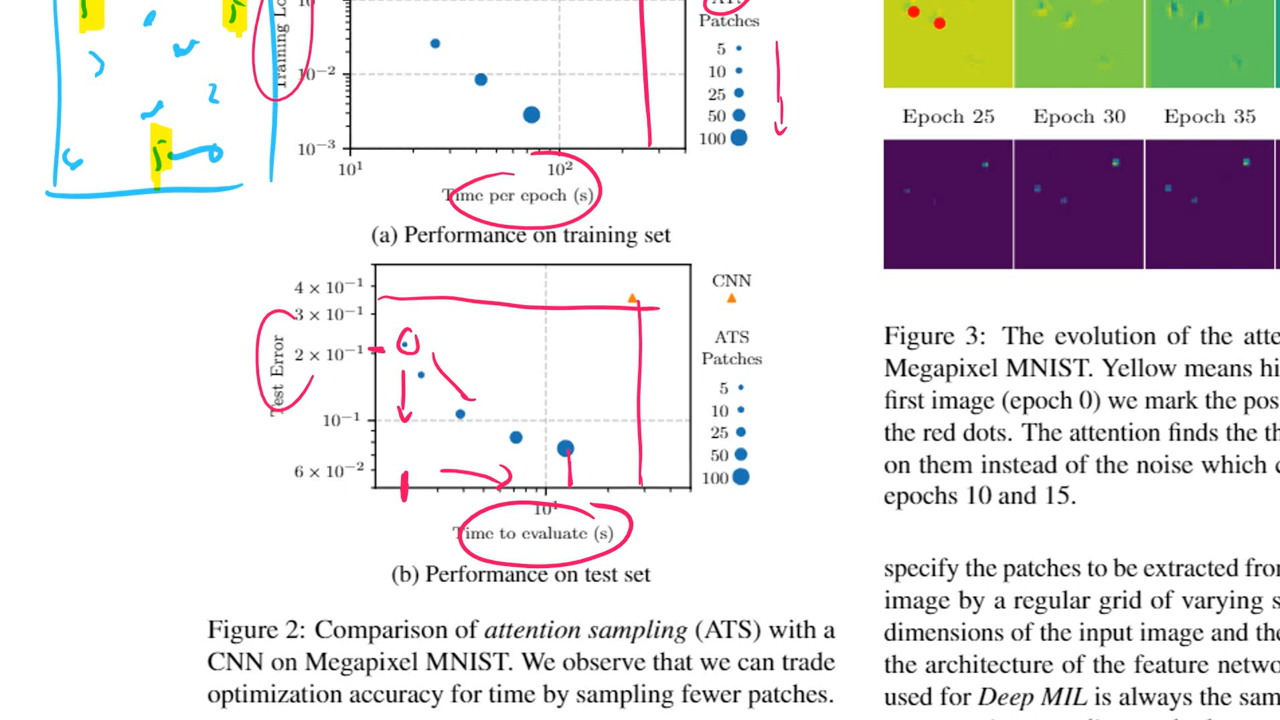 Training Lo
10⁻²
10⁻³
10¹
10²
Time per epoch (s)
Patches
5
10
25
50
100
(a) Performance on training set
4 × 10⁻¹
3 × 10⁻¹
2 × 10⁻¹
10⁻¹
6 × 10⁻²
Test Error
10¹
Time to evaluate (s)
CNN
ATS
Patches
5
10
25
50
100
(b) Performance on test set
Figure 2: Comparison of attention sampling (ATS) with a
CNN on Megapixel MNIST. We observe that we can trade
optimization accuracy for time by sampling fewer patches.
Epoch 25
Epoch 30
Epoch 35
Figure 3: The evolution of the atte
Megapixel MNIST. Yellow means hi
first image (epoch 0) we mark the pos
the red dots. The attention finds the th
on them instead of the noise which c
epochs 10 and 15.
specify the patches to be extracted from
image by a regular grid of varying s
dimensions of the input image and the
the architecture of the feature netwo
used for Deep MIL is always the sam